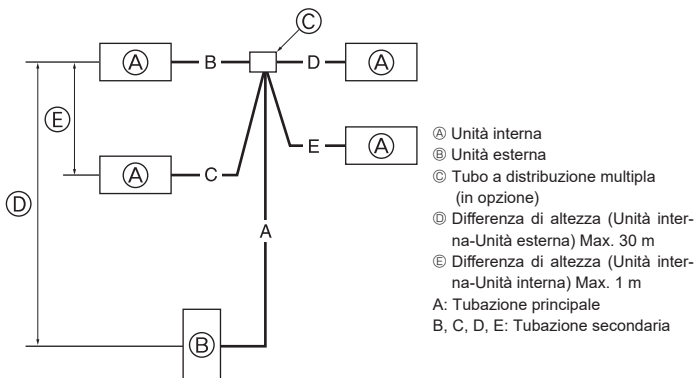 Ⓒ
Ⓐ B D Ⓐ
Ⓔ
Ⓐ C E Ⓐ
Ⓓ
A
Ⓑ
Ⓐ Unità interna
Ⓑ Unità esterna
Ⓒ Tubo a distribuzione multipla
(in opzione)
Ⓓ Differenza di altezza (Unità inter-
na-Unità esterna) Max. 30 m
Ⓔ Differenza di altezza (Unità inter-
na-Unità interna) Max. 1 m
A: Tubazione principale
B, C, D, E: Tubazione secondaria